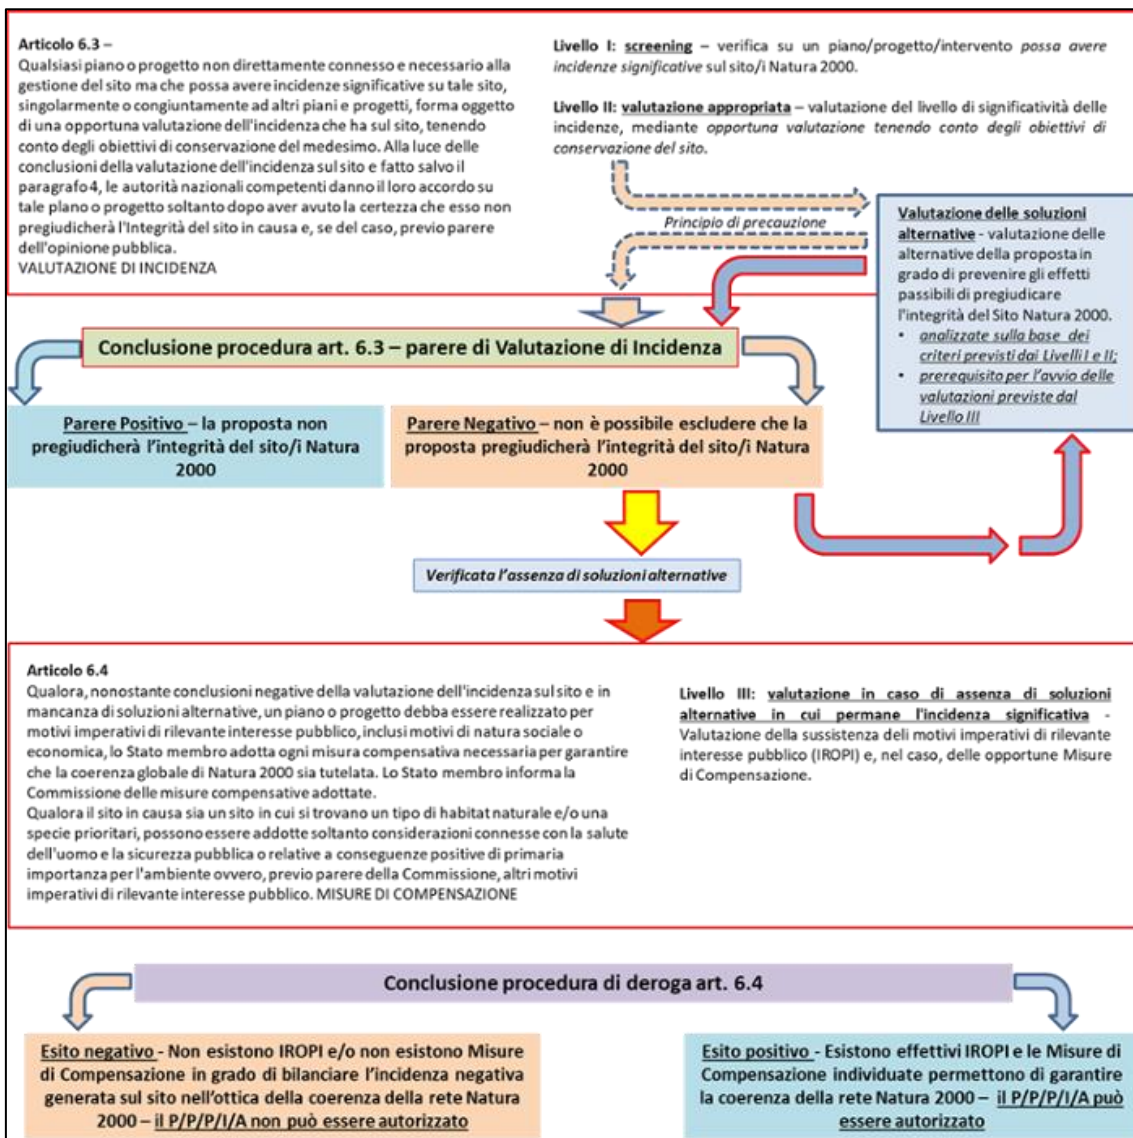 Articolo 6.3 –
Qualsiasi piano o progetto non direttamente connesso e necessario alla
gestione del sito ma che possa avere incidenze significative su tale sito,
singolarmente o congiuntamente ad altri piani e progetti, forma oggetto
di una opportuna valutazione dell'incidenza che ha sul sito, tenendo
conto degli obiettivi di conservazione del medesimo. Alla luce delle
conclusioni della valutazione dell'incidenza sul sito e fatto salvo il
paragrafo 4, le autorità nazionali competenti danno il loro accordo su
tale piano o progetto soltanto dopo aver avuto la certezza che esso non
pregiudicherà l'Integrità del sito in causa e, se del caso, previo parere
dell'opinione pubblica.
VALUTAZIONE DI INCIDENZA
Livello I: screening – verifica su un piano/progetto/intervento possa avere
incidenze significative sul sito/i Natura 2000.
Livello II: valutazione appropriata – valutazione del livello di significatività delle
incidenze, mediante opportuna valutazione tenendo conto degli obiettivi di
conservazione del sito.
Principio di precauzione
Valutazione delle soluzioni
alternative - valutazione delle
alternative della proposta in
grado di prevenire gli effetti
passibili di pregiudicare
l'integrità del Sito Natura 2000.
• analizzate sulla base dei
criteri previsti dai Livelli I e II;
• prerequisito per l'avvio delle
valutazioni previste dal
Livello III
Conclusione procedura art. 6.3 – parere di Valutazione di Incidenza
Parere Positivo – la proposta non
pregiudicherà l'integrità del sito/i Natura
2000
Parere Negativo – non è possibile escludere che la
proposta pregiudicherà l'integrità del sito/i Natura
2000
Verificata l'assenza di soluzioni alternative
Articolo 6.4
Qualora, nonostante conclusioni negative della valutazione dell'incidenza sul sito e in
mancanza di soluzioni alternative, un piano o progetto debba essere realizzato per
motivi imperativi di rilevante interesse pubblico, inclusi motivi di natura sociale o
economica, lo Stato membro adotta ogni misura compensativa necessaria per garantire
che la coerenza globale di Natura 2000 sia tutelata. Lo Stato membro informa la
Commissione delle misure compensative adottate.
Qualora il sito in causa sia un sito in cui si trovano un tipo di habitat naturale e/o una
specie prioritari, possono essere addotte soltanto considerazioni connesse con la salute
dell'uomo e la sicurezza pubblica o relative a conseguenze positive di primaria
importanza per l'ambiente ovvero, previo parere della Commissione, altri motivi
imperativi di rilevante interesse pubblico. MISURE DI COMPENSAZIONE
Livello III: valutazione in caso di assenza di soluzioni
alternative in cui permane l'incidenza significativa -
Valutazione della sussistenza deli motivi imperativi di rilevante
interesse pubblico (IROPI) e, nel caso, delle opportune Misure
di Compensazione.
Conclusione procedura di deroga art. 6.4
Esito negativo - Non esistono IROPI e/o non esistono Misure
di Compensazione in grado di bilanciare l'incidenza negativa
generata sul sito nell'ottica della coerenza della rete Natura
2000 – il P/P/P/I/A non può essere autorizzato
Esito positivo - Esistono effettivi IROPI e le Misure di
Compensazione individuate permettono di garantire
la coerenza della rete Natura 2000 – il P/P/P/I/A può
essere autorizzato